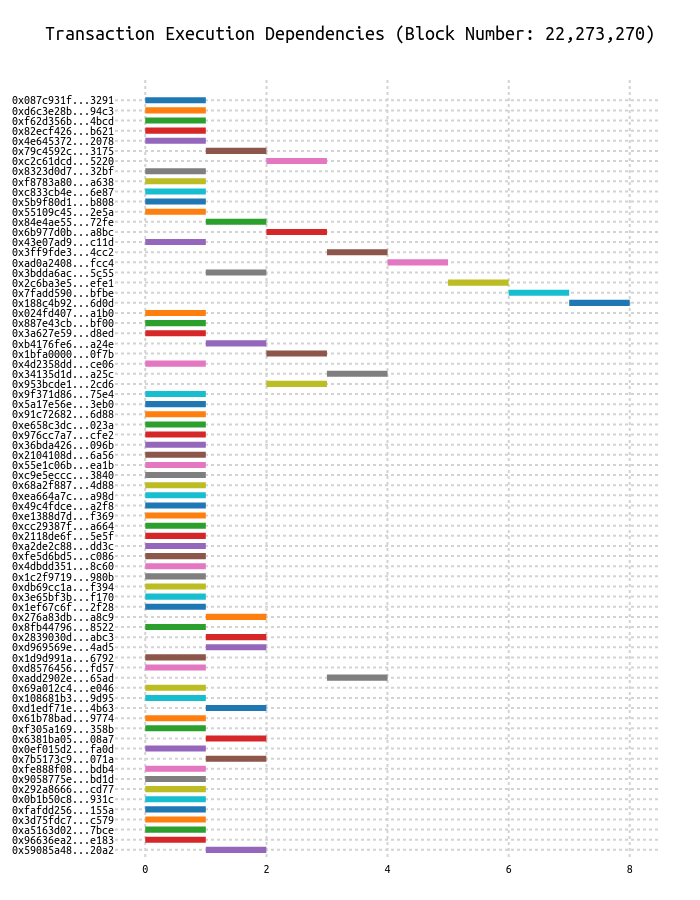 Transaction Execution Dependencies (Block Number: 22,273,270)
0x087c931f...3291
0xd6c3e28b...94c3
0xf62d356b...4bcd
0x82ecf426...b621
0x4e645372...2078
0x79c4592c...3175
0xc2c61dcd...5220
0x8323d0d7...32bf
0xf8783a80...a638
0xc833cb4e...6e87
0x5b9f80d1...b808
0x55109c45...2e5a
0x84e4ae55...72fe
0x6b977d0b...a8bc
0x43e07ad9...c11d
0x3ff9fde3...4cc2
0xad0a2408...fcc4
0x3bdda6ac...5c55
0x2c6ba3e5...efe1
0x7fadd590...bfbe
0x188c4b92...6d0d
0x024fd407...a1b0
0x887e43cb...bf00
0x3a627e59...d8ed
0xb4176fe6...a24e
0x1bfa0000...0f7b
0x4d2358dd...ce06
0x34135d1d...a25c
0x953bcde1...2cd6
0x9f371d86...75e4
0x5a17e56e...3eb0
0x91c72682...6d88
0xe658c3dc...023a
0x976cc7a7...cfe2
0x36bda426...096b
0x2104108d...6a56
0x55e1c06b...ea1b
0xc9e5eccc...3840
0x68a2f887...4d88
0xea664a7c...a98d
0x49c4fdce...a2f8
0xe1388d7d...f369
0xcc29387f...a664
0x2118de6f...5e5f
0xa2de2c88...dd3c
0xfe5d6bd5...c086
0x4dbdd351...8c60
0x1c2f9719...980b
0xdb69cc1a...f394
0x3e65bf3b...f170
0x1ef67c6f...2f28
0x276a83db...a8c9
0x8fb44796...8522
0x2839030d...abc3
0xd969569e...4ad5
0x1d9d991a...6792
0xd8576456...fd57
0xadd2902e...65ad
0x69a012c4...e046
0x108681b3...9d95
0xd1edf71e...4b63
0x61b78bad...9774
0xf305a169...358b
0x6381ba05...08a7
0x0ef015d2...fa0d
0x7b5173c9...071a
0xfe888f08...bdb4
0x9058775e...bd1d
0x292a8666...cd77
0x0b1b50c8...931c
0xfafdd256...155a
0x3d75fdc7...c579
0xa5163d02...7bce
0x96636ea2...e183
0x59085a48...20a2
0 2 4 6 8